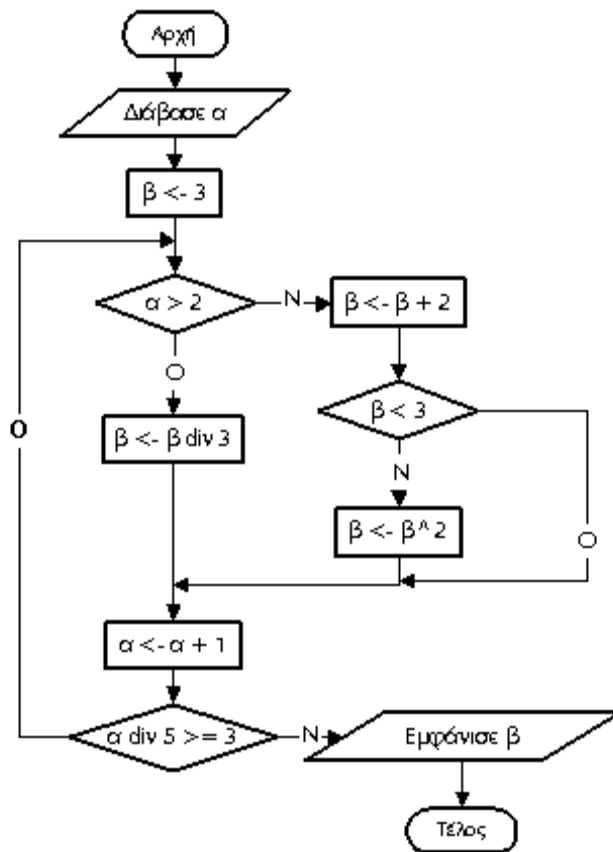 Αρχή
Διάβασε α
β <- 3
α > 2
N
β <- β + 2
Ο
β < 3
Ο
β <- β div 3
N
β <- β ^ 2
Ο
α <- α + 1
α div 5 >= 3
N
Εμφάνισε β
Τέλος